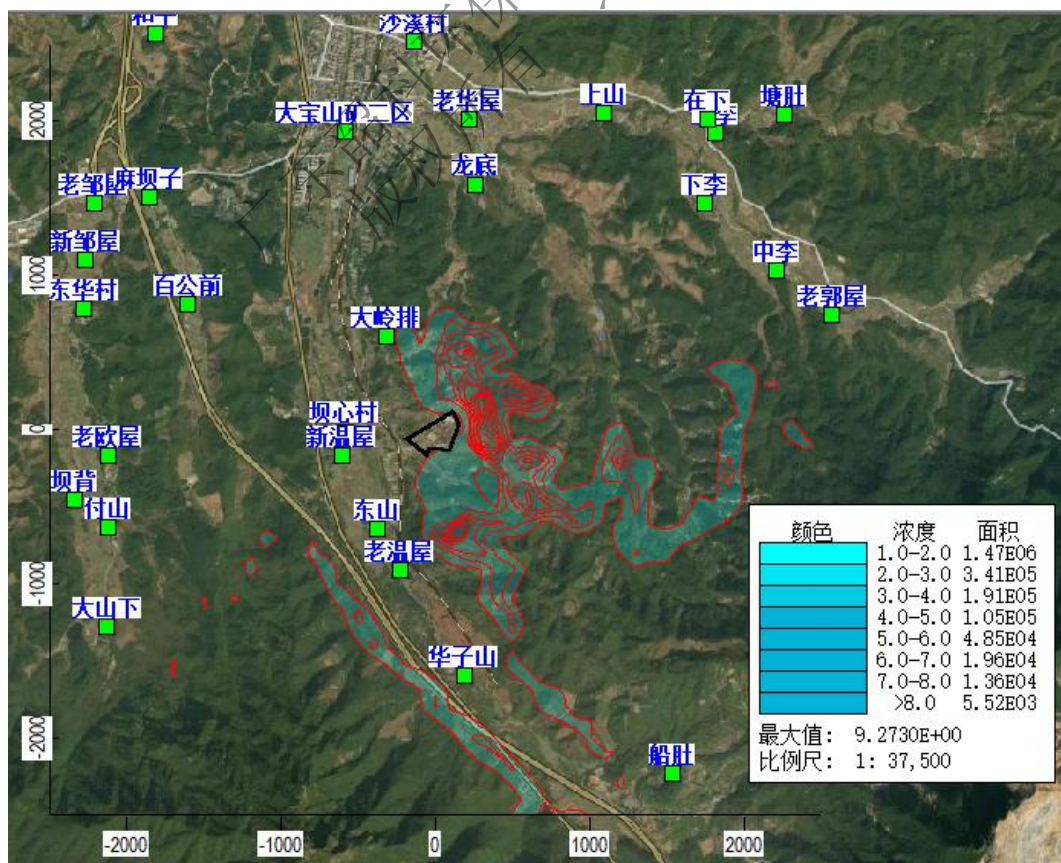 和平
沙溪村
大宝山矿二区
老华屋
上山
在下
李
塘肚
龙底
下李
老邹屋
麻坝子
新邹屋
中李
东华村
百公前
老郭屋
大岭排
坝心村
新温屋
老欧屋
坝背
付山
东山
老温屋
大山下
华子山
船肚
2000
1000
0
-1000
-2000
-2000
-1000
0
1000
2000
颜色 浓度 面积
1.0-2.0 1.47E06
2.0-3.0 3.41E05
3.0-4.0 1.91E05
4.0-5.0 1.05E05
5.0-6.0 4.85E04
6.0-7.0 1.96E04
7.0-8.0 1.36E04
>8.0 5.52E03
最大值: 9.2730E+00
比例尺: 1: 37,500
版权所有